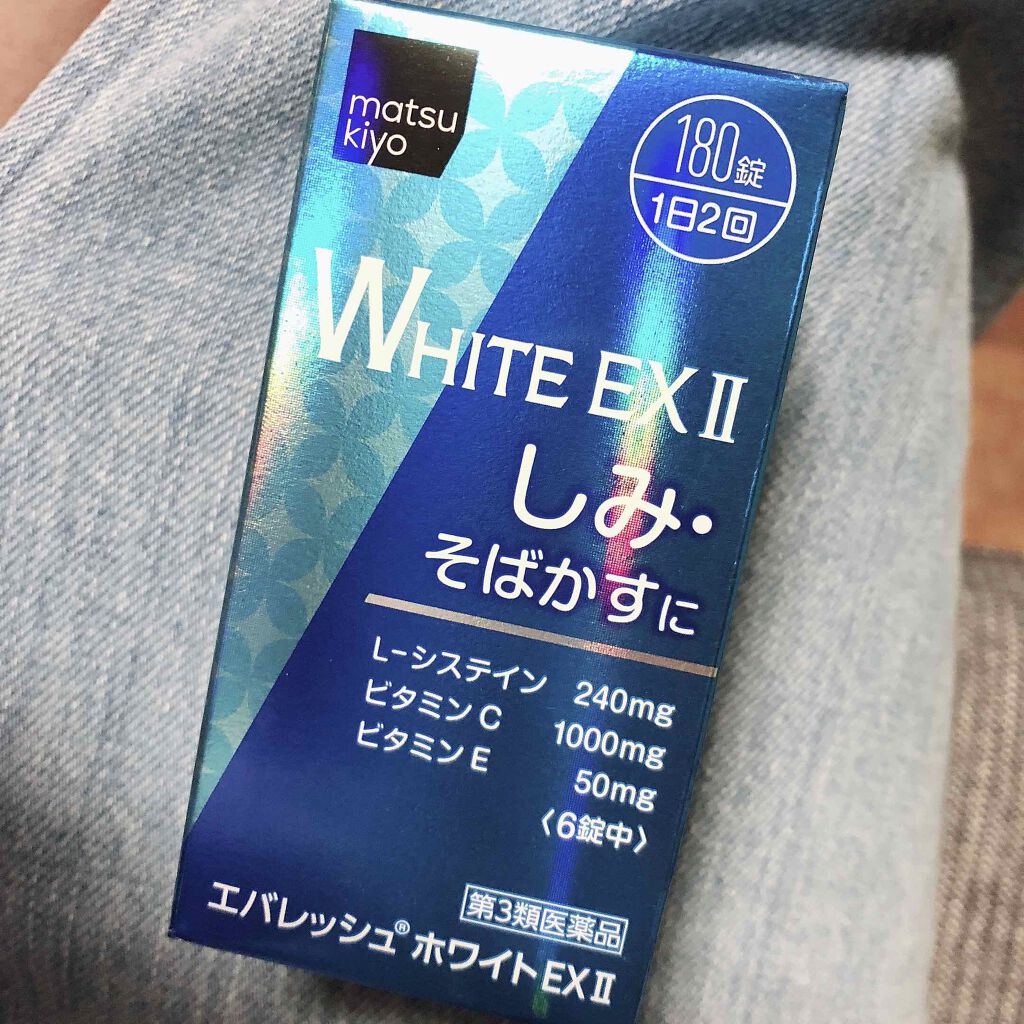 matsu
kiyo
180錠
1日2回
WHITE EX II
しみ・
そばかすに
L-システイン 240mg
ビタミンC 1000mg
ビタミンE 50mg
〈6錠中〉
第3類医薬品
エバレッシュ®ホワイトEX II